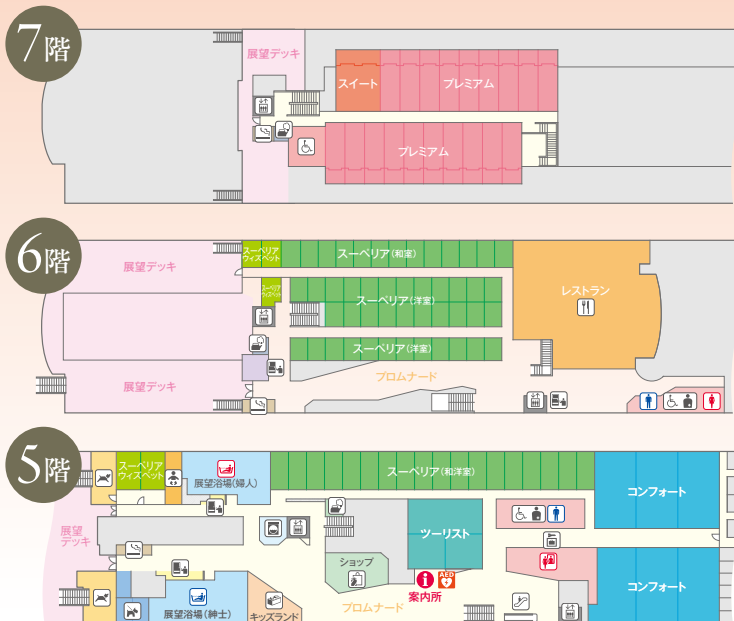 7階
展望デッキ
スイート
プレミアム
プレミアム
6階
展望デッキ
スーペリア
ウィズペット
スーペリア(和室)
スーペリア
ウィズペット
スーペリア(洋室)
レストラン
スーペリア(洋室)
プロムナード
展望デッキ
5階
スーペリア
ウィズペット
展望浴場(婦人)
スーペリア(和洋室)
コンフォート
展望
デッキ
ツーリスト
ショップ
AED
案内所
コンフォート
プロムナード
展望浴場(紳士)
キッズランド